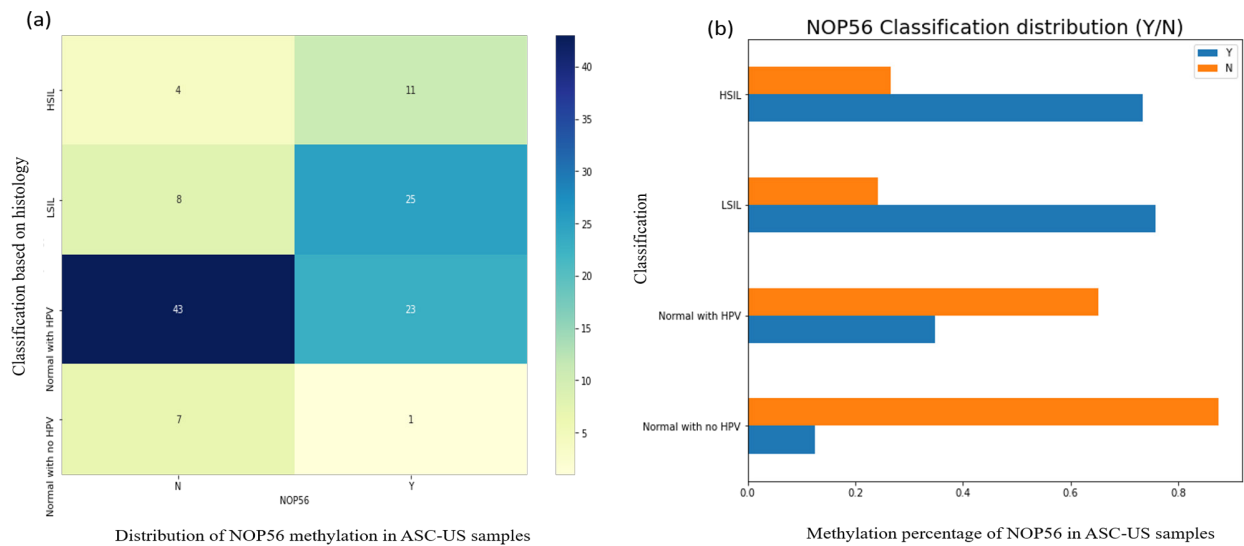 (a)
Classification based on histology
HSIL
LSIL
Normal with HPV
Normal with no HPV
4
11
8
25
43
23
7
1
N
Y
NOP56
40
35
30
25
20
15
10
5
Distribution of NOP56 methylation in ASC-US samples
(b)
NOP56 Classification distribution (Y/N)
Y
N
Classification
HSIL
LSIL
Normal with HPV
Normal with no HPV
0.0
0.2
0.4
0.6
0.8
Methylation percentage of NOP56 in ASC-US samples